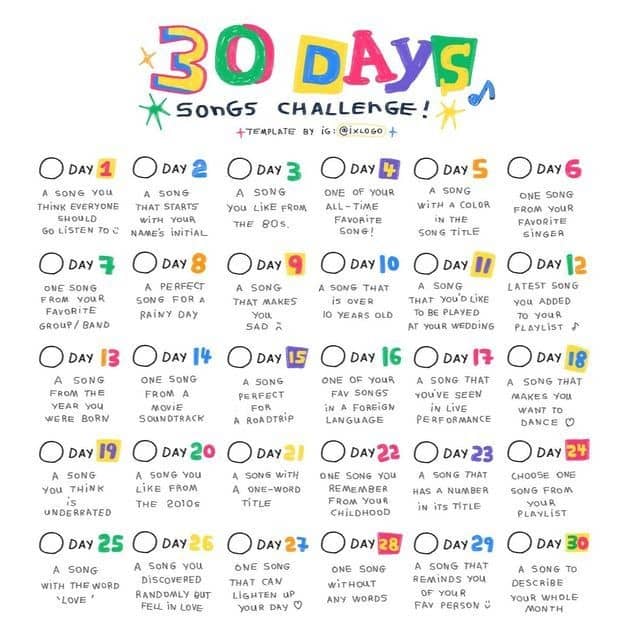 30 DAYS
SONGS CHALLENGE!
TEMPLATE BY IG: @IXLOGO
DAY 1
A SONG YOU
THINK EVERYONE
SHOULD
GO LISTEN TO
DAY 2
A SONG
THAT STARTS
WITH YOUR
NAME'S INITIAL
DAY 3
A SONG
YOU LIKE FROM
THE 80s.
DAY 4
ONE OF YOUR
ALL-TIME
FAVORITE
SONG!
DAY 5
A SONG
WITH A COLOR
IN THE
SONG TITLE
DAY 6
ONE SONG
FROM YOUR
FAVORITE
SINGER
DAY 7
ONE SONG
FROM YOUR
FAVORITE
GROUP/BAND
DAY 8
A PERFECT
SONG FOR A
RAINY DAY
DAY 9
A SONG
THAT MAKES
YOU
SAD
DAY 10
A SONG THAT
IS OVER
10 YEARS OLD
DAY 11
A SONG
THAT YOU'D LIKE
TO BE PLAYED
AT YOUR WEDDING
DAY 12
LATEST SONG
YOU ADDED
TO YOUR
PLAYLIST
DAY 13
A SONG
FROM THE
YEAR YOU
WERE BORN
DAY 14
ONE SONG
FROM A
MOVIE
SOUNDTRACK
DAY 15
A SONG
PERFECT
FOR
A ROADTRIP
DAY 16
ONE OF YOUR
FAV SONGS
IN A FOREIGN
LANGUAGE
DAY 17
A SONG THAT
YOU'VE SEEN
IN LIVE
PERFORMANCE
DAY 18
A SONG THAT
MAKES YOU
WANT TO
DANCE
DAY 19
A SONG
YOU THINK
IS
UNDERRATED
DAY 20
A SONG YOU
LIKE FROM
THE 2010s
DAY 21
A SONG WITH
A ONE-WORD
TITLE
DAY 22
ONE SONG YOU
REMEMBER
FROM YOUR
CHILDHOOD
DAY 23
A SONG THAT
HAS A NUMBER
IN ITS TITLE
DAY 24
CHOOSE ONE
SONG FROM
YOUR
PLAYLIST
DAY 25
A SONG
WITH THE WORD
'LOVE'
DAY 26
A SONG YOU
DISCOVERED
RANDOMLY BUT
FELL IN LOVE
DAY 27
ONE SONG
THAT CAN
LIGHTEN UP
YOUR DAY
DAY 28
ONE SONG
WITHOUT
ANY WORDS
DAY 29
A SONG THAT
REMINDS YOU
OF YOUR
FAV PERSON
DAY 30
A SONG TO
DESCRIBE
YOUR WHOLE
MONTH